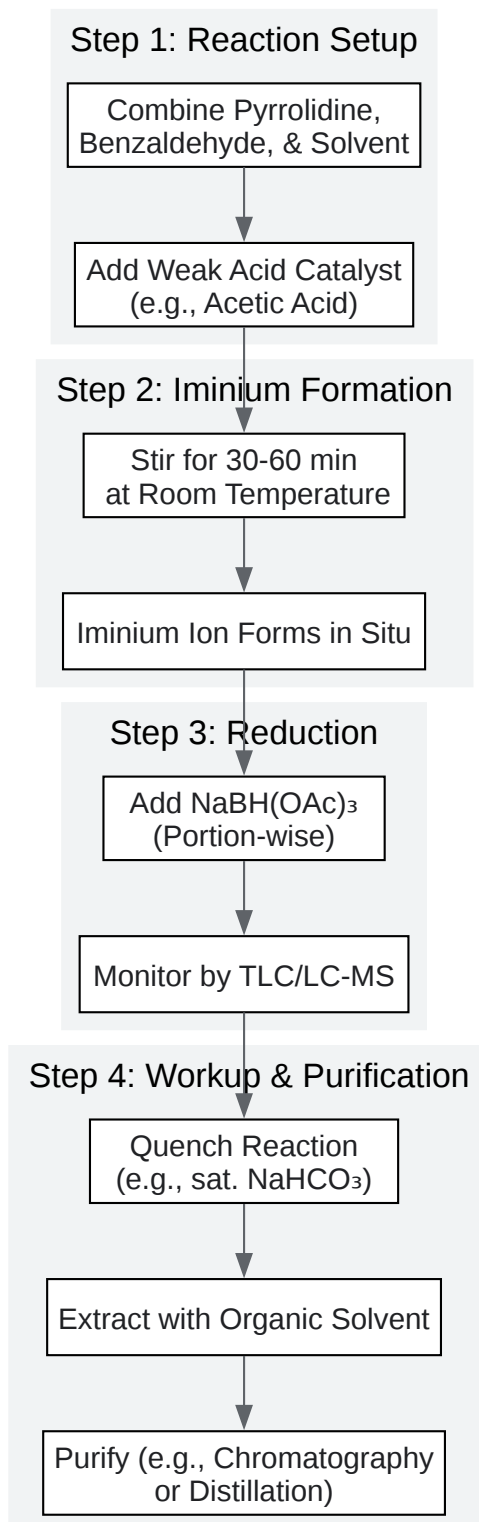 Step 1: Reaction Setup
Combine Pyrrolidine,
Benzaldehyde, & Solvent
Add Weak Acid Catalyst
(e.g., Acetic Acid)
Step 2: Iminium Formation
Stir for 30-60 min
at Room Temperature
Iminium Ion Forms in Situ
Step 3: Reduction
Add NaBH(OAc)₃
(Portion-wise)
Monitor by TLC/LC-MS
Step 4: Workup & Purification
Quench Reaction
(e.g., sat. NaHCO₃)
Extract with Organic Solvent
Purify (e.g., Chromatography
or Distillation)